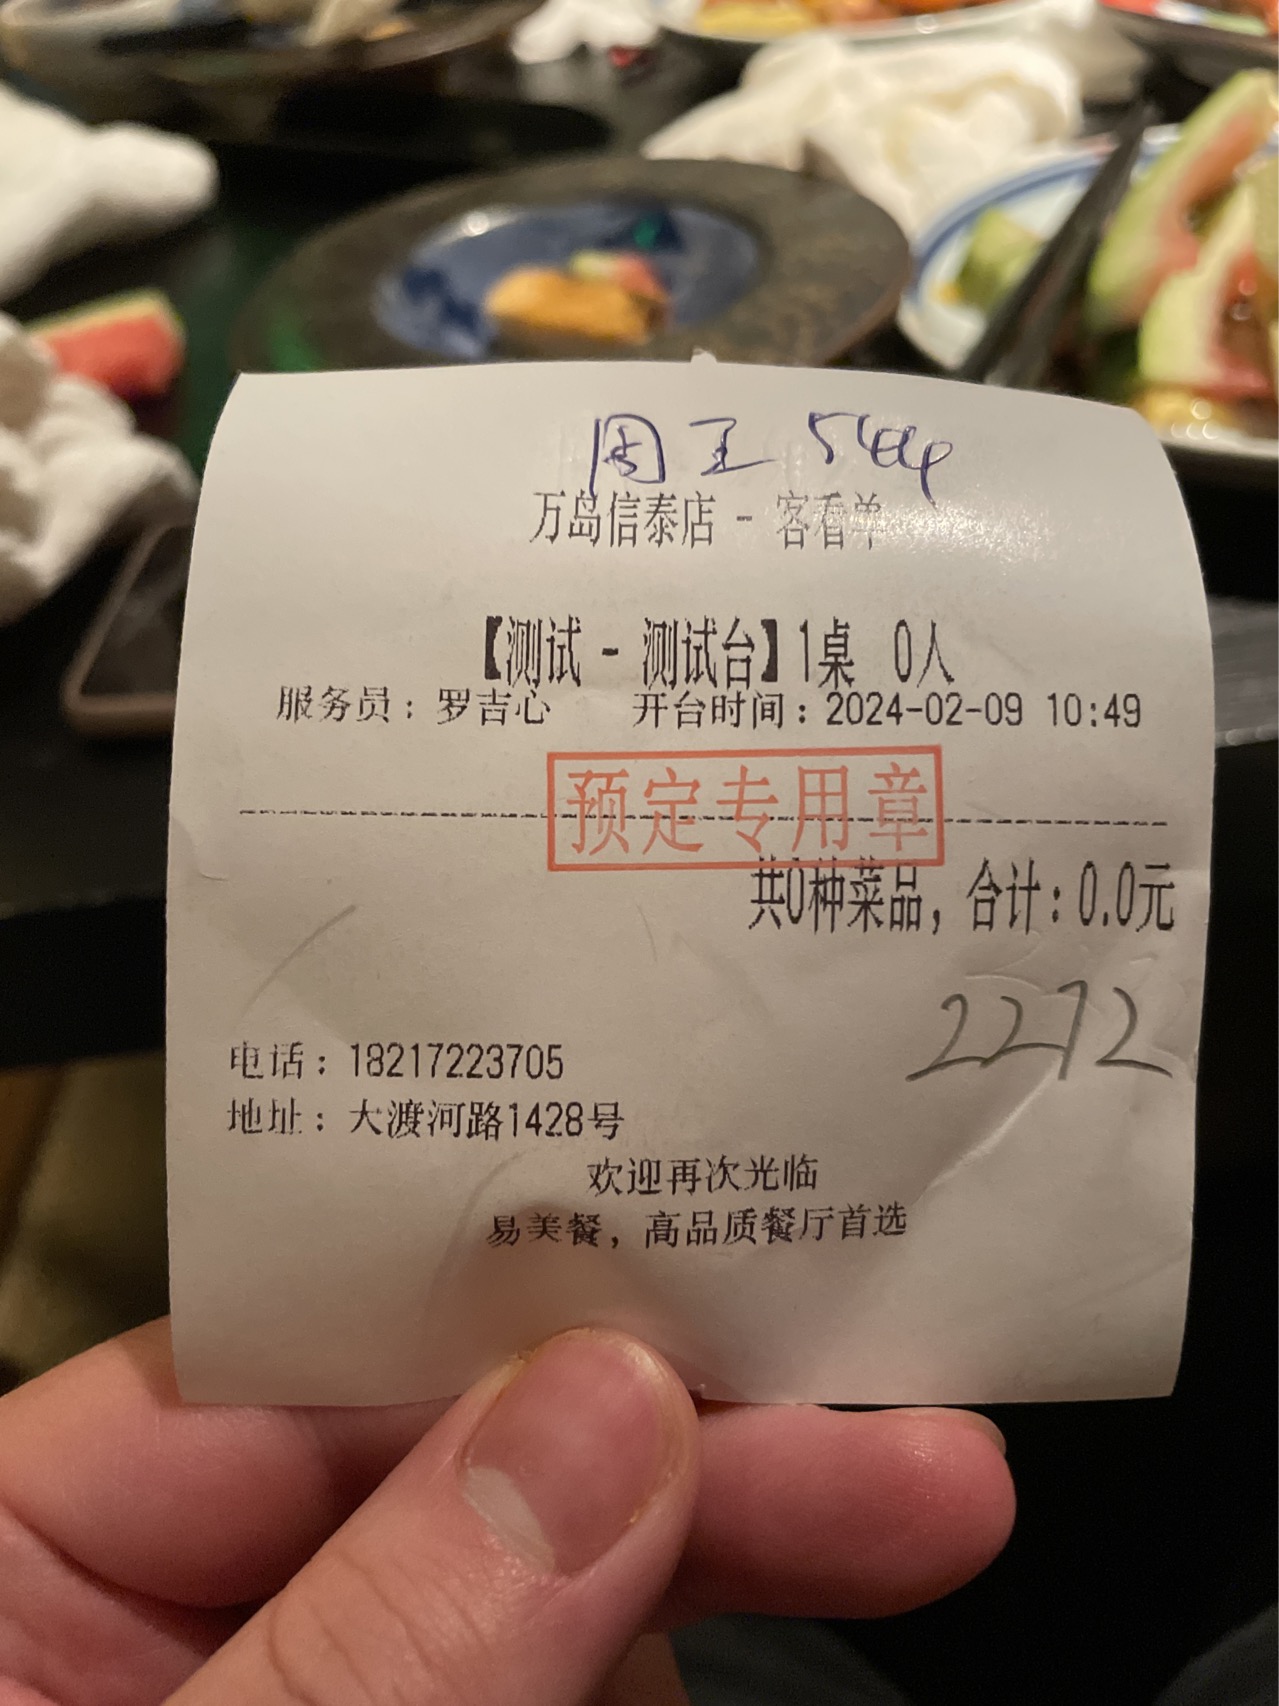 万岛信泰店 - 客看单
【测试 - 测试台】1桌 0人
服务员：罗吉心 开台时间：2024-02-09 10:49
预定专用章
共0种菜品，合计：0.0元
2272
电话：18217223705
地址：大渡河路1428号
欢迎再次光临
易美餐，高品质餐厅首选